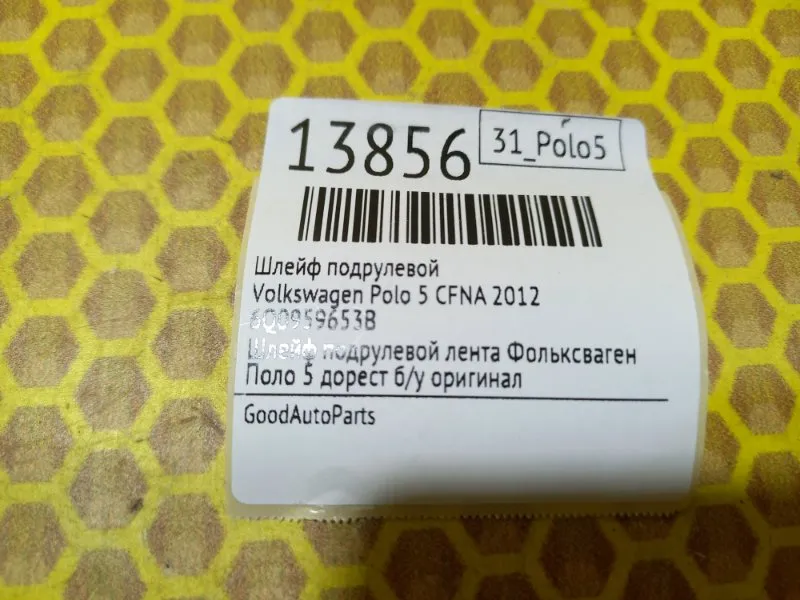 13856
31_Polo5
Шлейф подрулевой
Volkswagen Polo 5 CFNA 2012
6Q0959653B
Шлейф подрулевой лента Фольксваген
Поло 5 дорест б/у оригинал
GoodAutoParts